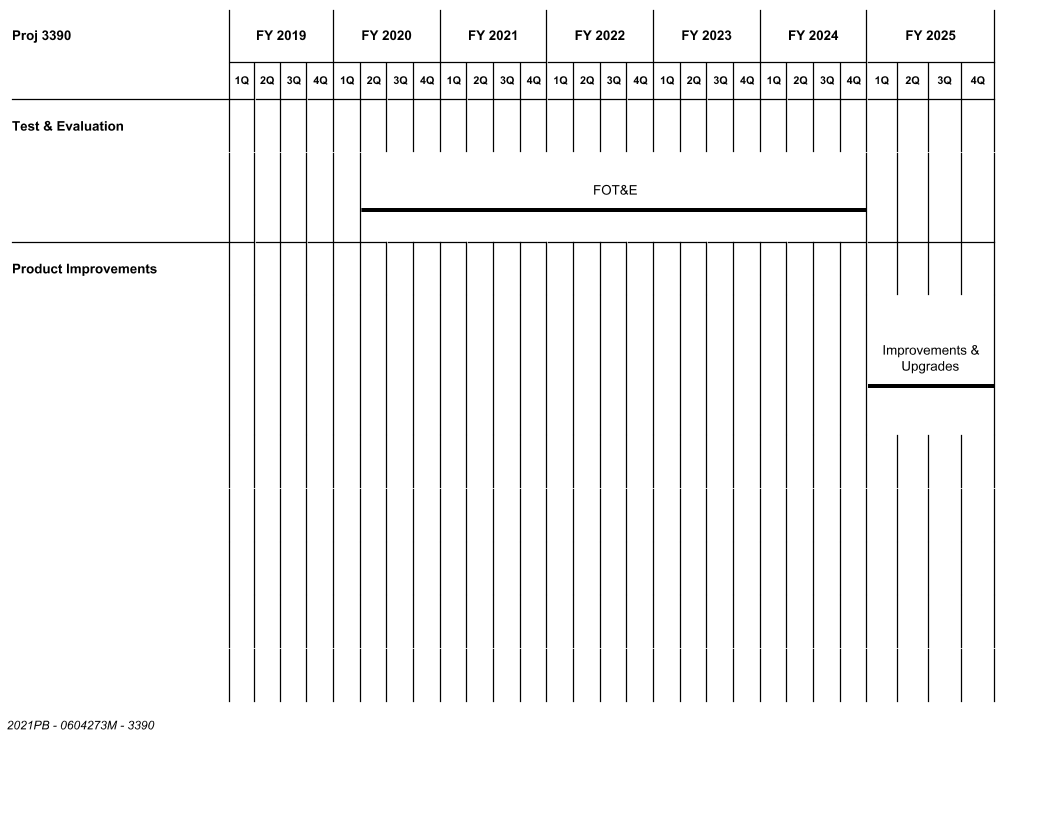 Proj 3390 FY 2019 FY 2020 FY 2021 FY 2022 FY 2023 FY 2024 FY 2025
1Q 2Q 3Q 4Q 1Q 2Q 3Q 4Q 1Q 2Q 3Q 4Q 1Q 2Q 3Q 4Q 1Q 2Q 3Q 4Q 1Q 2Q 3Q 4Q 1Q 2Q 3Q 4Q
Test & Evaluation
FOT&E
Product Improvements
Improvements &
Upgrades
2021PB - 0604273M - 3390